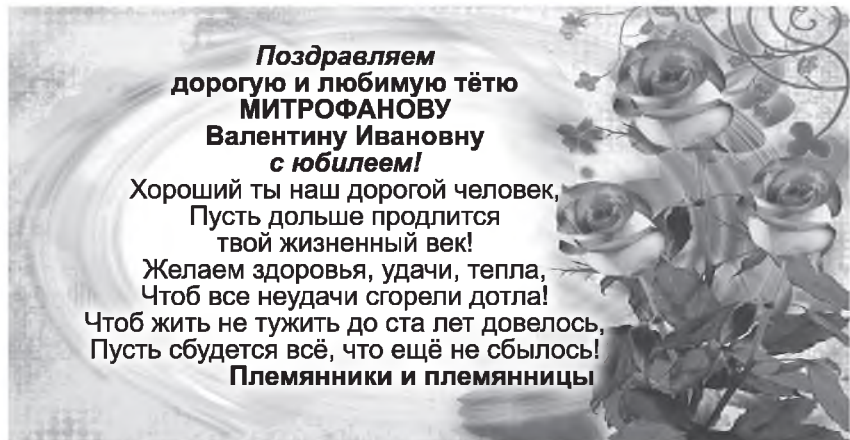 Поздравляем
дорогую и любимую тётю
МИТРОФАНОВУ
Валентину Ивановну
с юбилеем!
Хороший ты наш дорогой человек,
Пусть дольше продлится
твой жизненный век!
Желаем здоровья, удачи, тепла,
Чтоб все неудачи сгорели дотла!
Чтоб жить не тужить до ста лет довелось,
Пусть сбудется всё, что ещё не сбылось!
Племянники и племянницы